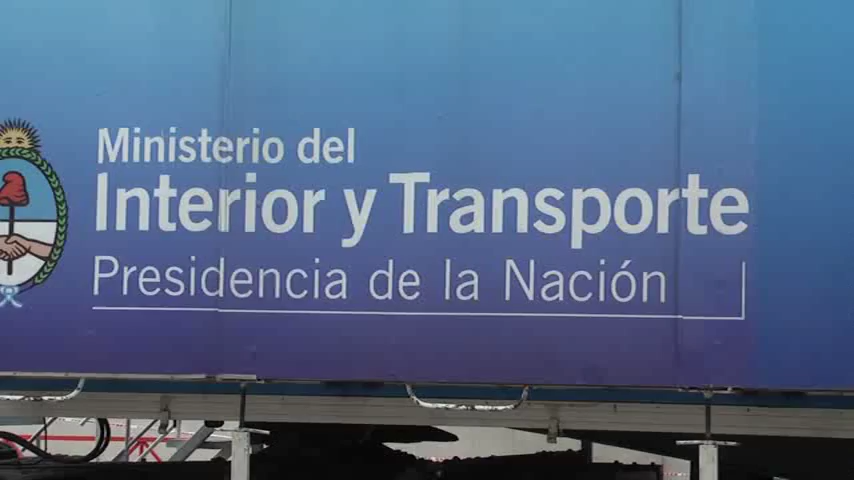 Ministerio del
Interior y Transporte
Presidencia de la Nación